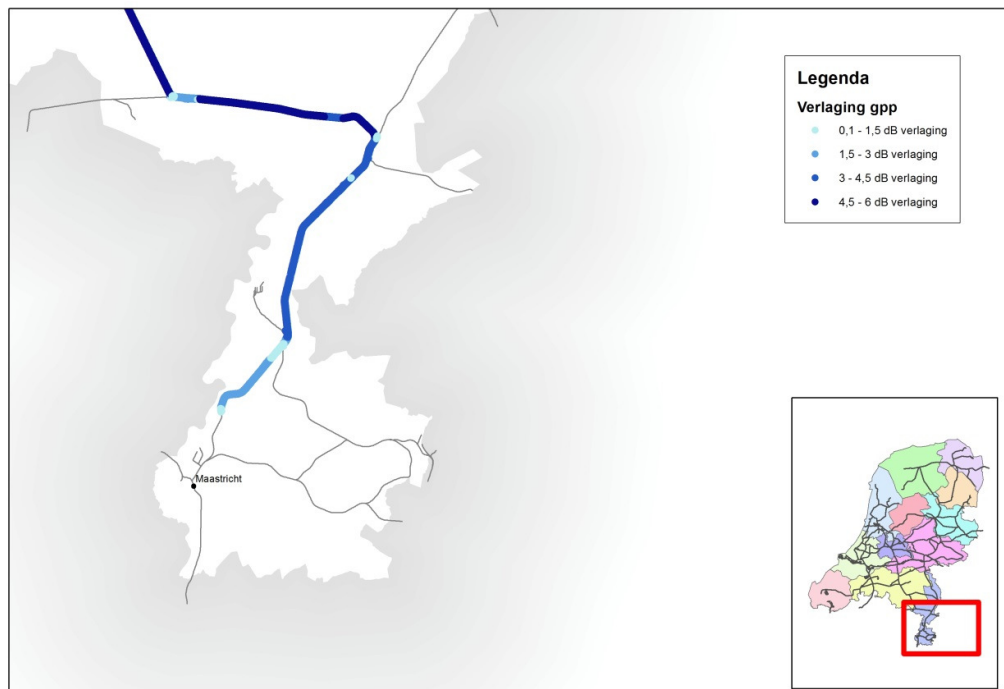 Legenda
Verlaging gpp
0,1 - 1,5 dB verlaging
1,5 - 3 dB verlaging
3 - 4,5 dB verlaging
4,5 - 6 dB verlaging
Maastricht